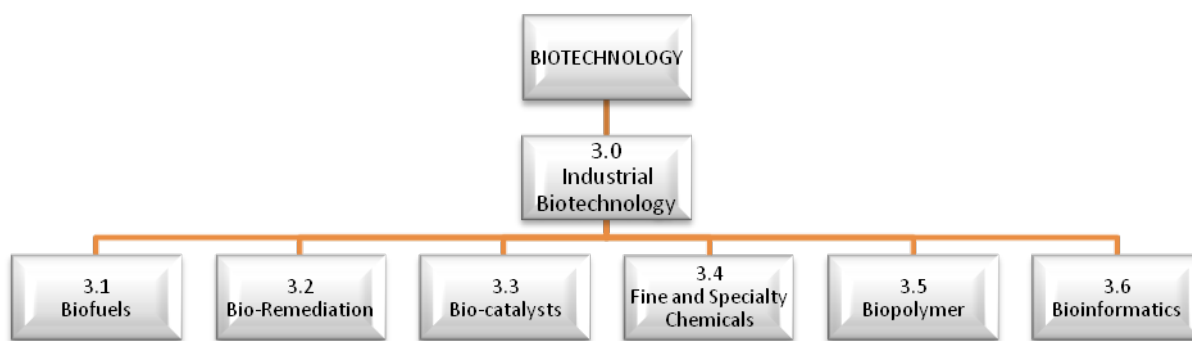 BIOTECHNOLOGY
3.0
Industrial
Biotechnology
3.1
Biofuels
3.2
Bio-Remediation
3.3
Bio-catalysts
3.4
Fine and Specialty
Chemicals
3.5
Biopolymer
3.6
Bioinformatics